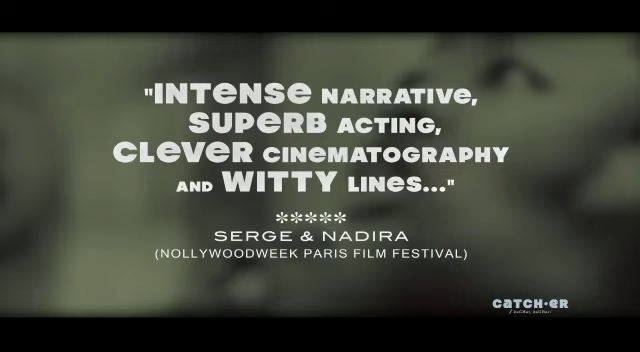 "INTENSE NARRATIVE,
SUPERB ACTING,
CLEVER CINEMATOGRAPHY
AND WITTY LINES..."
*****
SERGE & NADIRA
(NOLLYWOODWEEK PARIS FILM FESTIVAL)
CATCH•ER